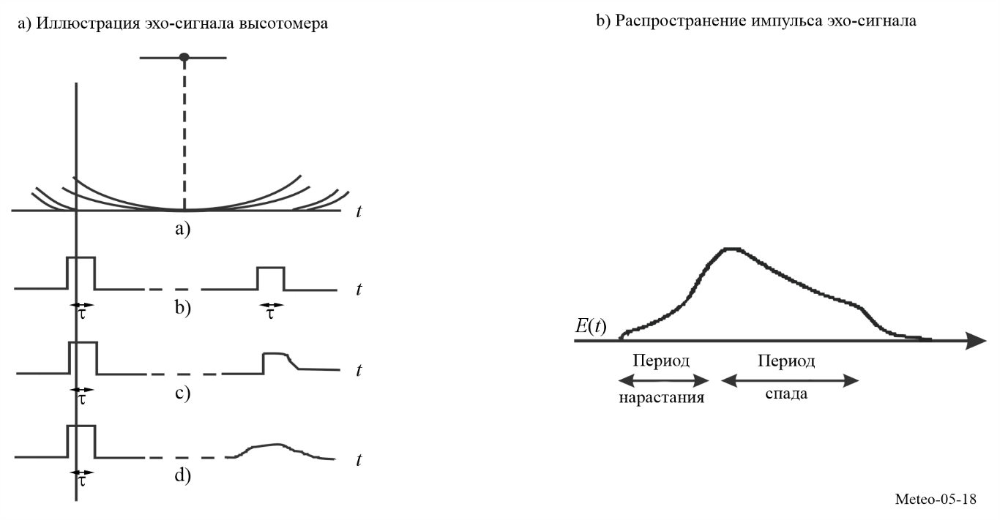 a) Иллюстрация эхо-сигнала высотомера
t
a)
t
τ
b)
τ
t
τ
c)
t
τ
d)
b) Распространение импульса эхо-сигнала
E(t)
Период
нарастания
Период
спада
Meteo-05-18